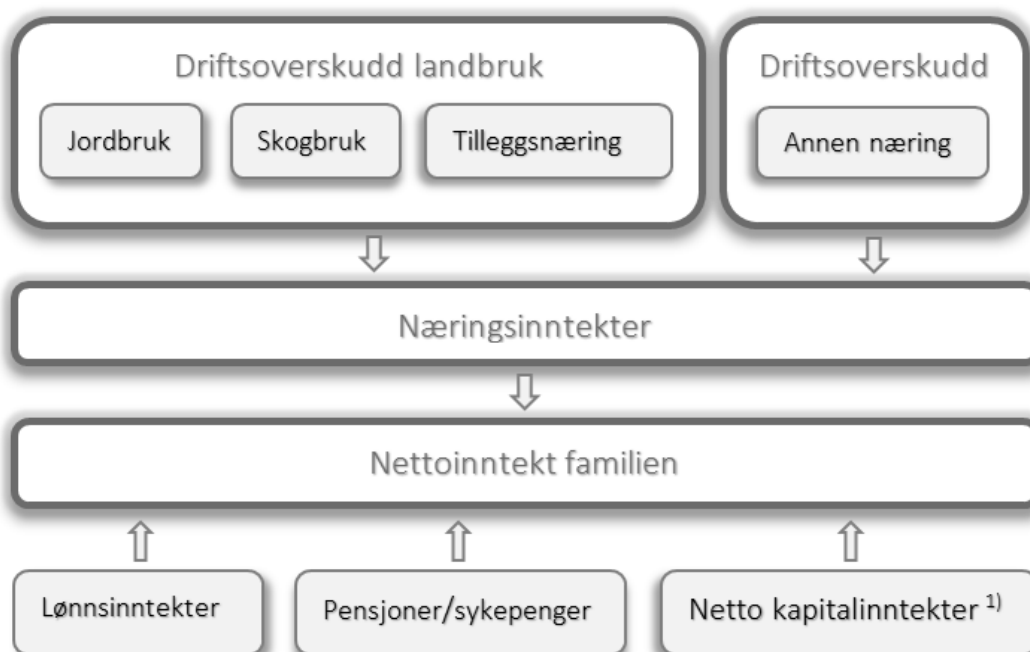 Driftsoverskudd landbruk
Jordbruk
Skogbruk
Tilleggsnæring
Driftsoverskudd
Annen næring
Næringsinntekter
Nettoinntekt familien
Lønnsinntekter
Pensjoner/sykepenger
Netto kapitalinntekter 1)